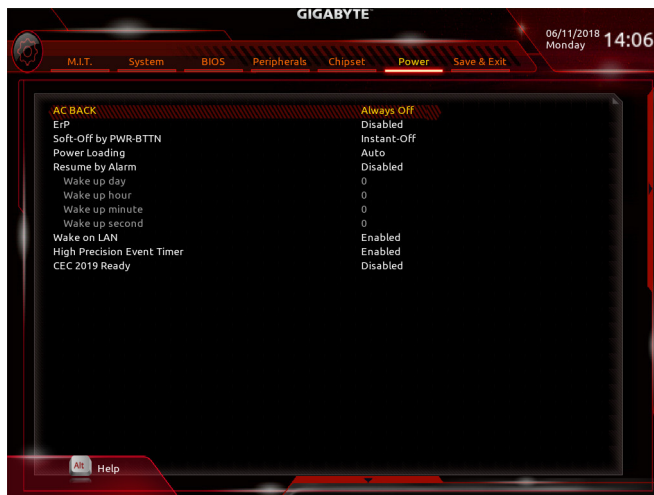 GIGABYTE™
06/11/2018 14:06
Monday
M.I.T. System BIOS Peripherals Chipset Power Save & Exit
AC BACK Always Off
ErP Disabled
Soft-Off by PWR-BTTN Instant-Off
Power Loading Auto
Resume by Alarm Disabled
Wake up day 0
Wake up hour 0
Wake up minute 0
Wake up second 0
Wake on LAN Enabled
High Precision Event Timer Enabled
CEC 2019 Ready Disabled
Alt Help